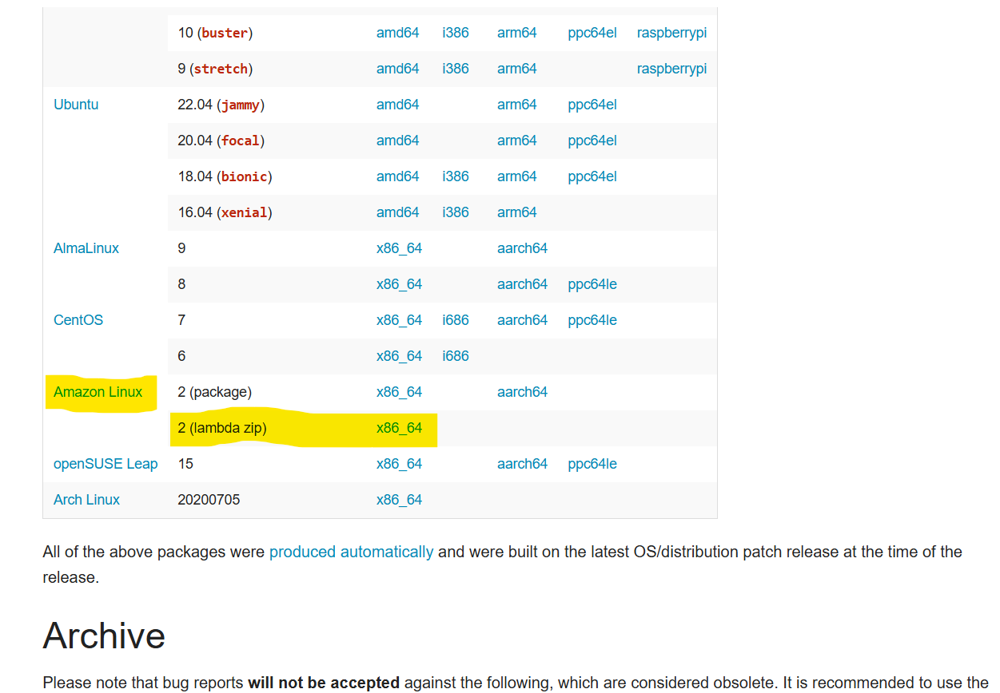 10 (buster) amd64 i386 arm64 ppc64el raspberrypi
9 (stretch) amd64 i386 arm64 raspberrypi
Ubuntu 22.04 (jammy) amd64 arm64 ppc64el
20.04 (focal) amd64 arm64 ppc64el
18.04 (bionic) amd64 i386 arm64 ppc64el
16.04 (xenial) amd64 i386 arm64
AlmaLinux 9 x86_64 aarch64
8 x86_64 aarch64 ppc64le
CentOS 7 x86_64 i686 aarch64 ppc64le
6 x86_64 i686
Amazon Linux 2 (package) x86_64 aarch64
2 (lambda zip) x86_64
openSUSE Leap 15 x86_64 aarch64 ppc64le
Arch Linux 20200705 x86_64
All of the above packages were produced automatically and were built on the latest OS/distribution patch release at the time of the
release.
Archive
Please note that bug reports will not be accepted against the following, which are considered obsolete. It is recommended to use the